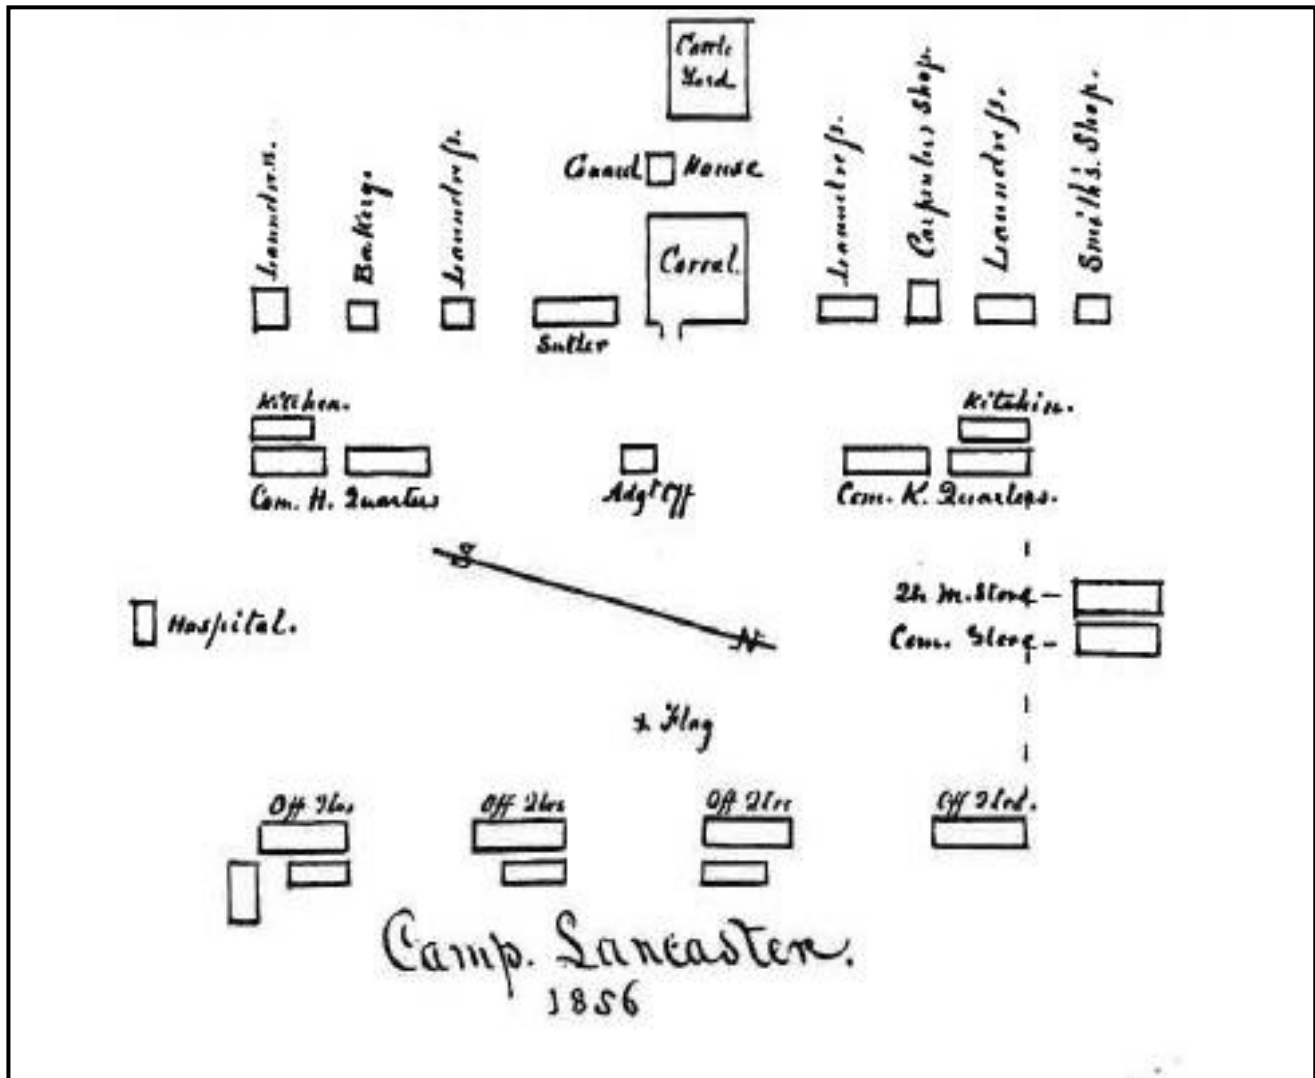 Cattle
Yard
Guard House
Laundress.
Bakery.
Laundress.
Corral.
Laundress.
Carpenters Shop
Laundress.
Smith's. Shop.
Sutler
Kitchen.
Kitchin.
Com. H. Quarters
Adgt Off
Com. K. Quarters.
S
N
Hospital.
Qr M. Store
Com. Store
x Flag
Off Qrs
Off Qrs
Off Qrs
Off Qrs.
Camp. Lancaster.
1856